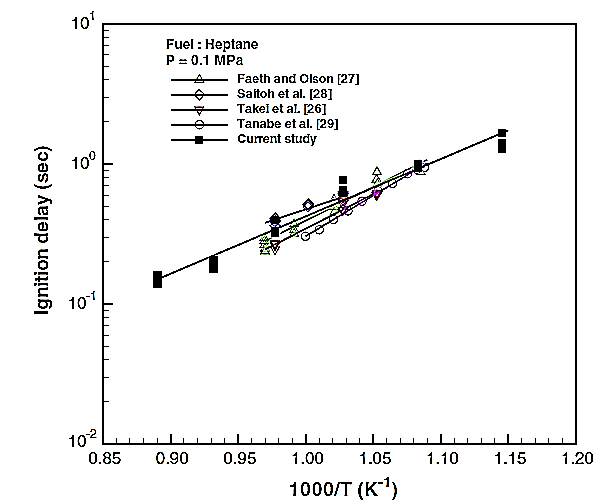 10^1
Fuel : Heptane
P = 0.1 MPa
Faeth and Olson [27]
Saitoh et al. [28]
Takei et al. [26]
Tanabe et al. [29]
Current study
10^0
Ignition delay (sec)
10^-1
10^-2
0.85 0.90 0.95 1.00 1.05 1.10 1.15 1.20
1000/T (K^-1)